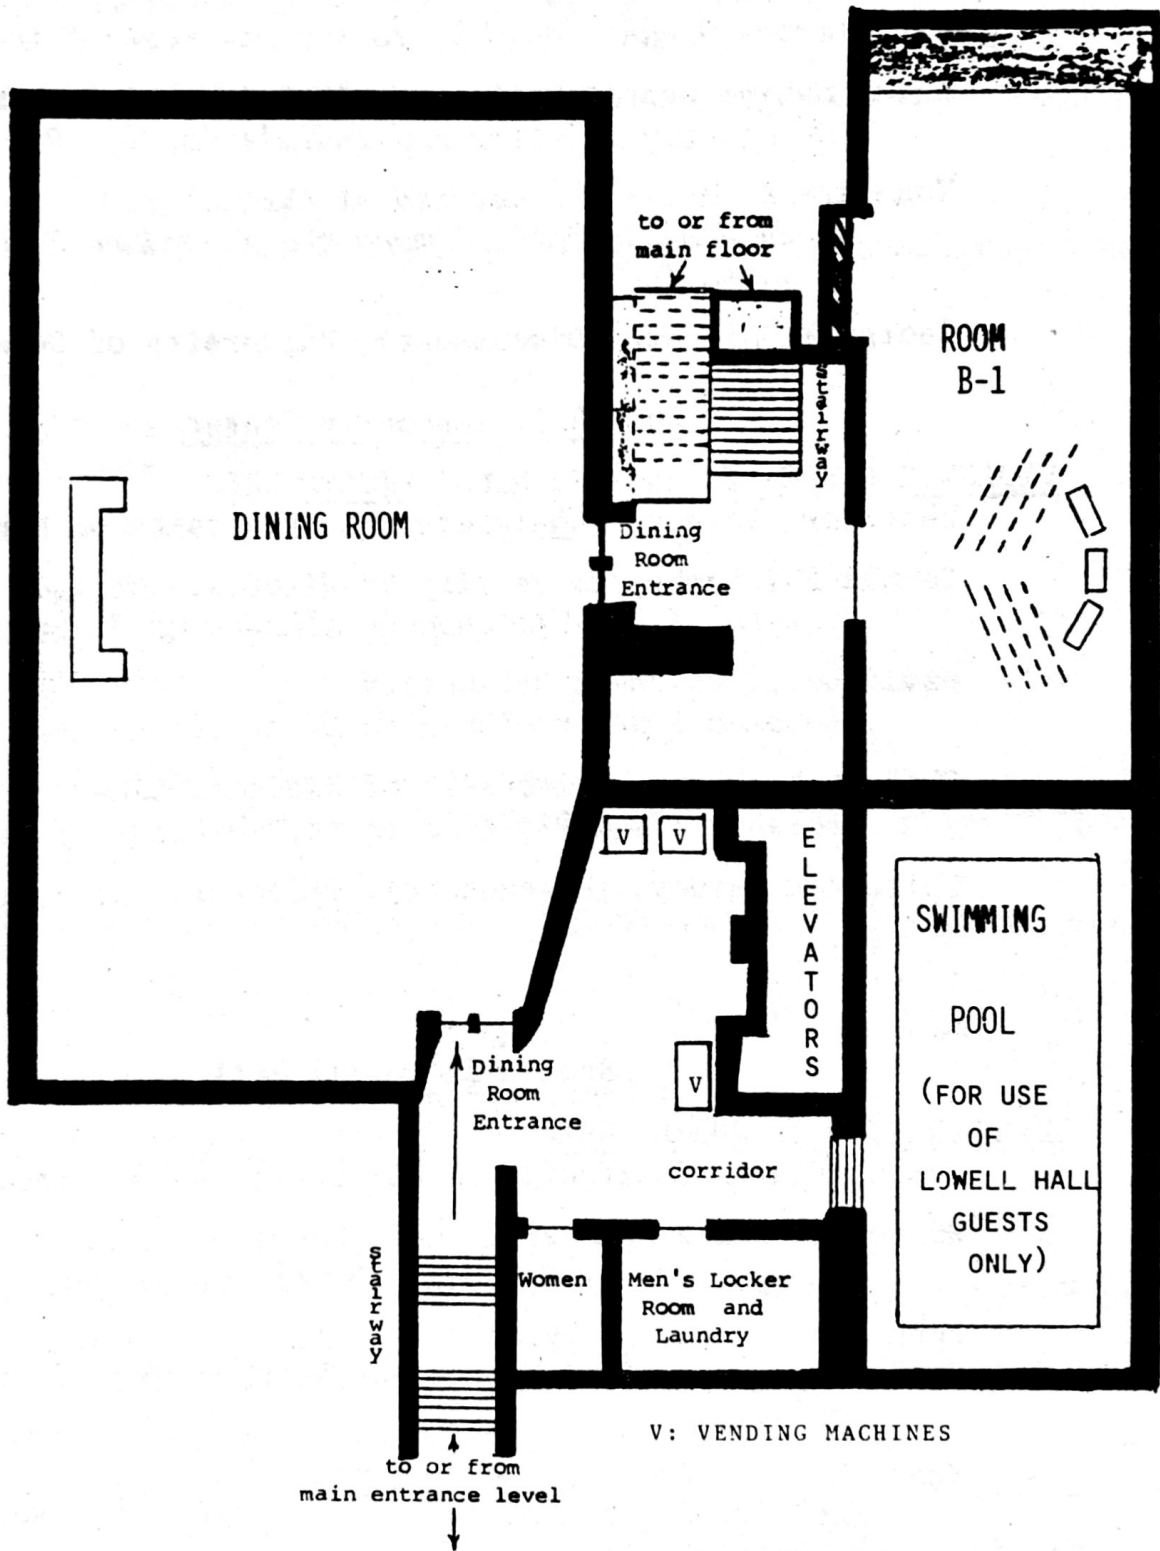 to or from
main floor
ROOM
B-1
stairway
DINING ROOM
Dining
Room
Entrance
V
V
ELEVATORS
SWIMMING
POOL
(FOR USE
OF
LOWELL HALL
GUESTS
ONLY)
V
Dining
Room
Entrance
corridor
stairway
Women
Men's Locker
Room and
Laundry
V: VENDING MACHINES
to or from
main entrance level